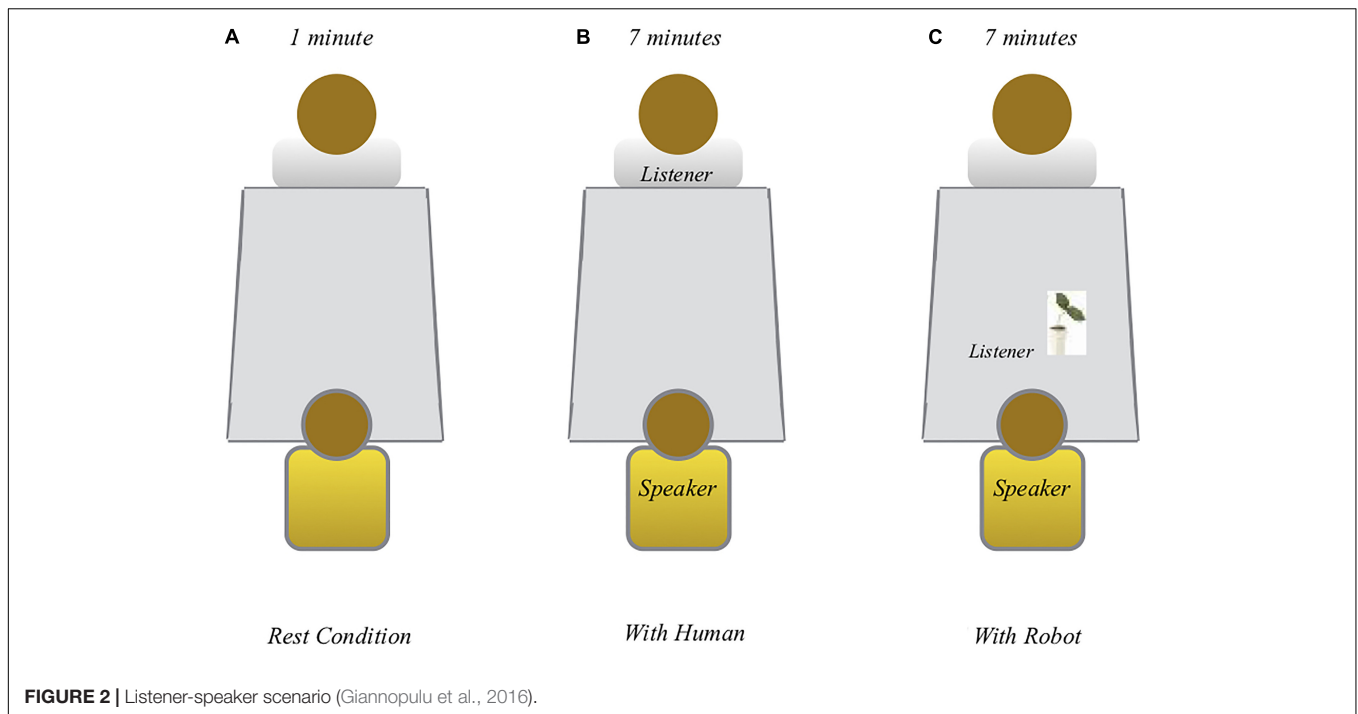 A 1 minute
B 7 minutes
C 7 minutes
Listener
Listener
Speaker
Speaker
Rest Condition
With Human
With Robot
FIGURE 2 | Listener-speaker scenario (Giannopulu et al., 2016).